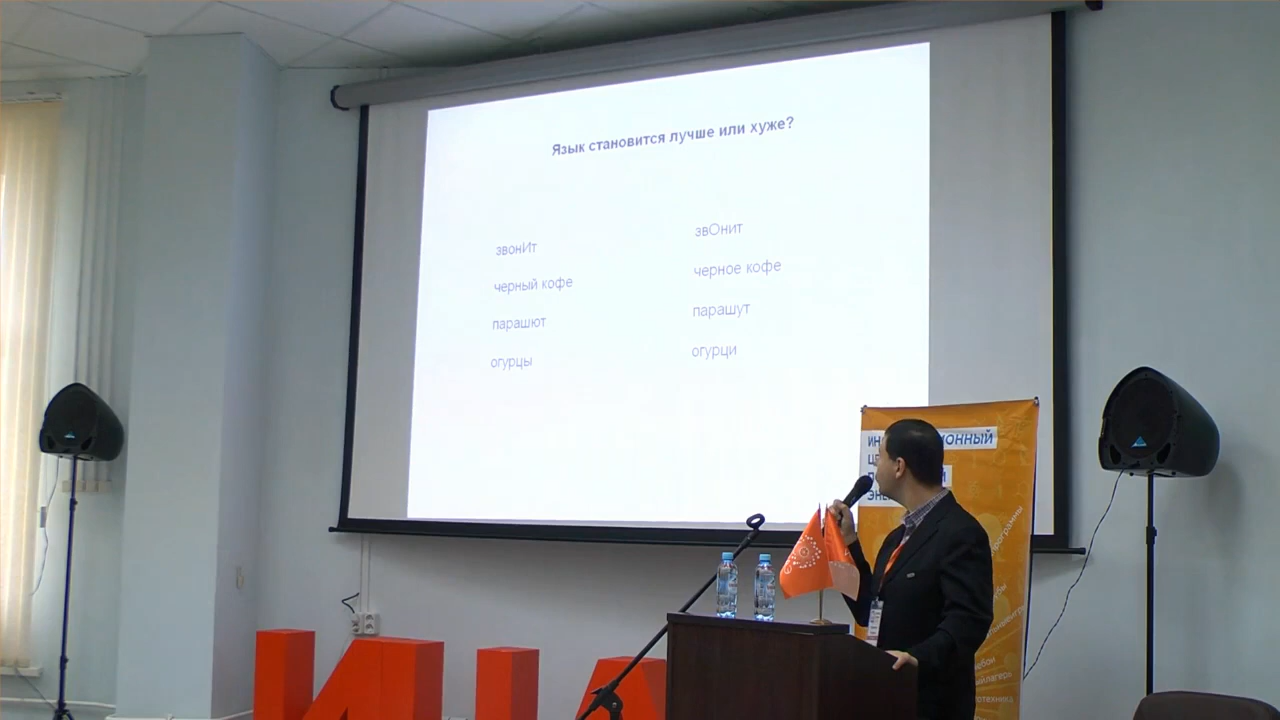 Язык становится лучше или хуже?
звонИт
звОнит
черный кофе
черное кофе
парашют
парашут
огурцы
огурци